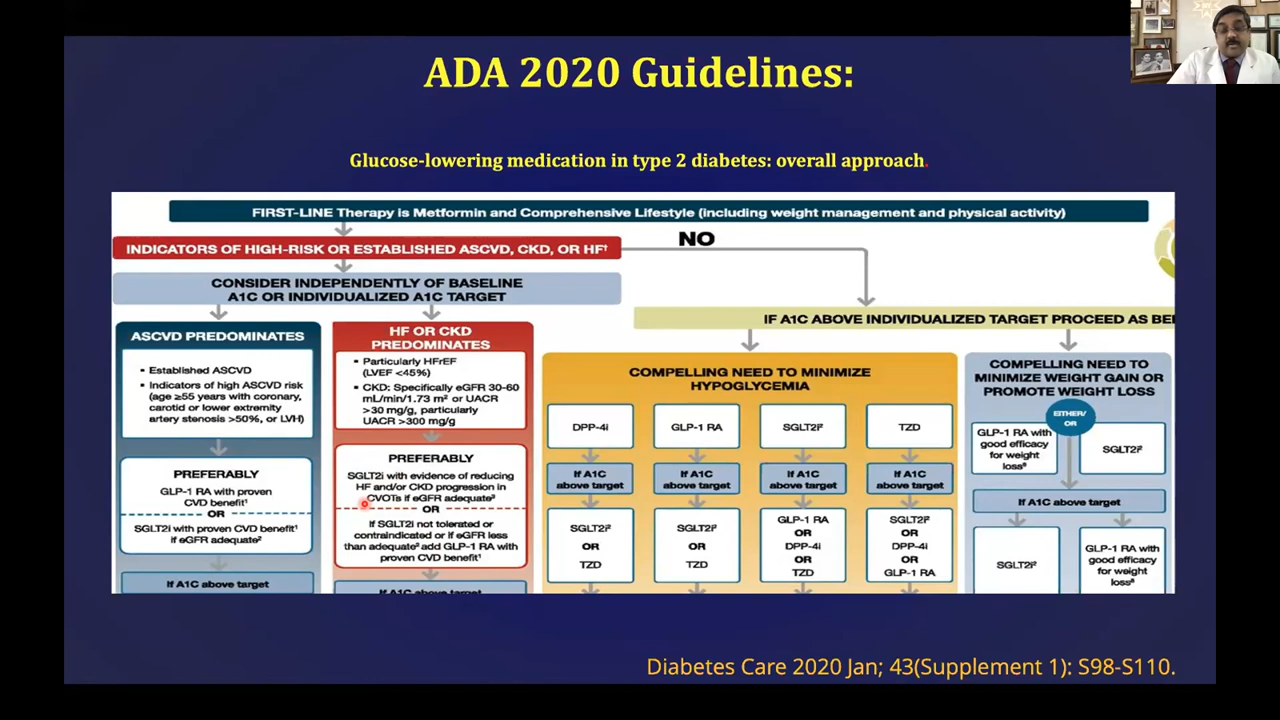 ADA 2020 Guidelines:
Glucose-lowering medication in type 2 diabetes: overall approach.
FIRST-LINE Therapy is Metformin and Comprehensive Lifestyle (including weight management and physical activity)
INDICATORS OF HIGH-RISK OR ESTABLISHED ASCVD, CKD, OR HF†
NO
CONSIDER INDEPENDENTLY OF BASELINE
A1C OR INDIVIDUALIZED A1C TARGET
IF A1C ABOVE INDIVIDUALIZED TARGET PROCEED AS BE
ASCVD PREDOMINATES
▪ Established ASCVD
▪ Indicators of high ASCVD risk
(age ≥55 years with coronary,
carotid or lower extremity
artery stenosis >50%, or LVH)
PREFERABLY
GLP-1 RA with proven
CVD benefit¹
OR
SGLT2i with proven CVD benefit¹
if eGFR adequate²
If A1C above target
HF OR CKD
PREDOMINATES
▪ Particularly HFrEF
(LVEF <45%)
▪ CKD: Specifically eGFR 30-60
mL/min/1.73 m² or UACR
>30 mg/g, particularly
UACR >300 mg/g
PREFERABLY
SGLT2i with evidence of reducing
HF and/or CKD progression in
CVOTs if eGFR adequate³
OR
If SGLT2i not tolerated or
contraindicated or if eGFR less
than adequate² add GLP-1 RA with
proven CVD benefit¹
If A1C above target
COMPELLING NEED TO MINIMIZE
HYPOGLYCEMIA
DPP-4i
GLP-1 RA
SGLT2i²
TZD
If A1C
above target
If A1C
above target
If A1C
above target
If A1C
above target
SGLT2i²
OR
TZD
SGLT2i²
OR
TZD
GLP-1 RA
OR
DPP-4i
OR
TZD
SGLT2i²
OR
DPP-4i
OR
GLP-1 RA
COMPELLING NEED TO
MINIMIZE WEIGHT GAIN OR
PROMOTE WEIGHT LOSS
EITHER/
OR
GLP-1 RA with
good efficacy
for weight
loss⁸
SGLT2i²
If A1C above target
SGLT2i²
GLP-1 RA with
good efficacy
for weight
loss⁸
Diabetes Care 2020 Jan; 43(Supplement 1): S98-S110.